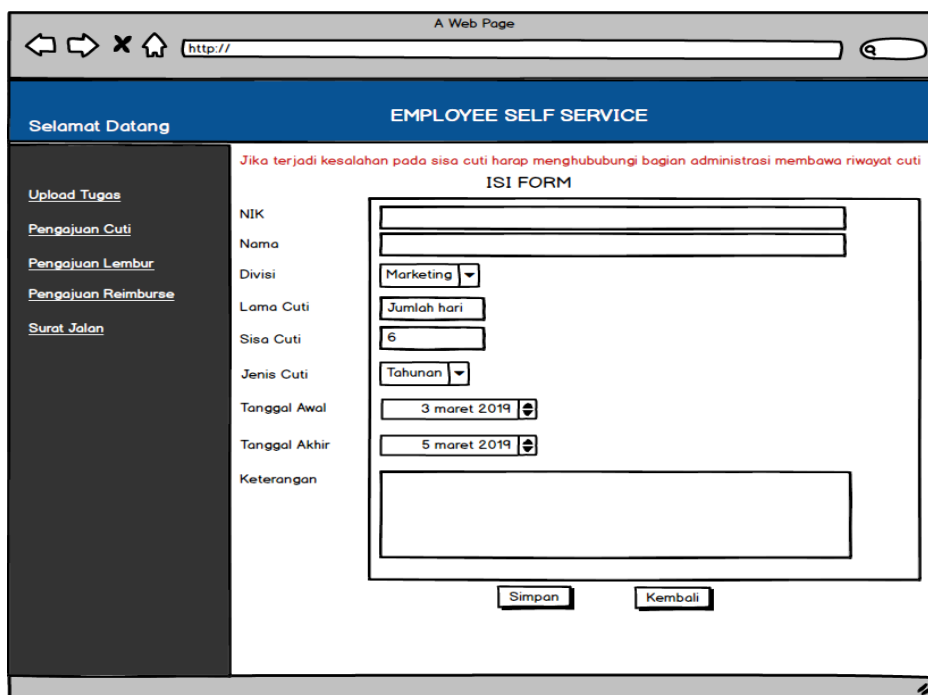 A Web Page
http://
Selamat Datang
EMPLOYEE SELF SERVICE
Upload Tugas
Pengajuan Cuti
Pengajuan Lembur
Pengajuan Reimburse
Surat Jalan
Jika terjadi kesalahan pada sisa cuti harap menghububungi bagian administrasi membawa riwayat cuti
ISI FORM
NIK
Nama
Divisi Marketing
Lama Cuti Jumlah hari
Sisa Cuti 6
Jenis Cuti Tahunan
Tanggal Awal 3 maret 2019
Tanggal Akhir 5 maret 2019
Keterangan
Simpan Kembali